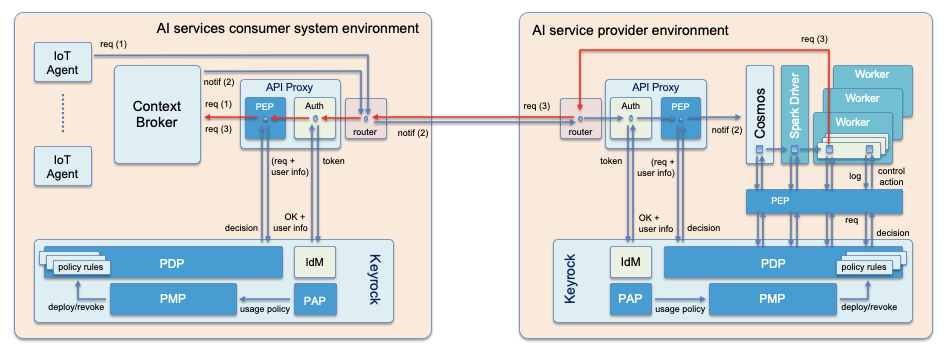 AI services consumer system environment
req (1)
IoT
Agent
notif (2)
Context
Broker
API Proxy
PEP
Auth
req (1)
req (3)
router
notif (2)
IoT
Agent
(req +
user info)
token
decision
OK +
user info
policy rules
PDP
IdM
Keyrock
PMP
PAP
deploy/revoke
usage policy
AI service provider environment
req (3)
req (3)
router
API Proxy
Auth
PEP
notif (2)
Cosmos
Spark Driver
Worker
Worker
Worker
token
(req +
user info)
log
control
action
PEP
req
decision
OK +
user info
decision
Keyrock
IdM
PDP
policy rules
PAP
PMP
usage policy
deploy/revoke